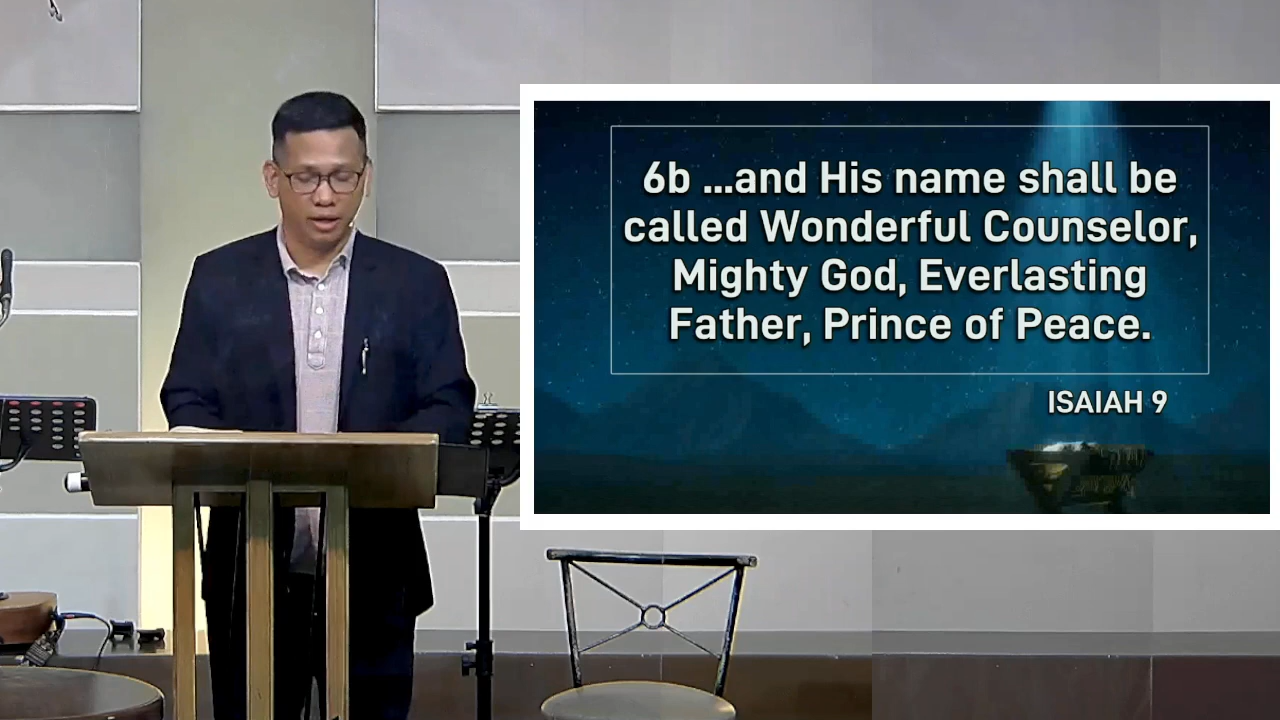 6b ...and His name shall be
called Wonderful Counselor,
Mighty God, Everlasting
Father, Prince of Peace.
ISAIAH 9